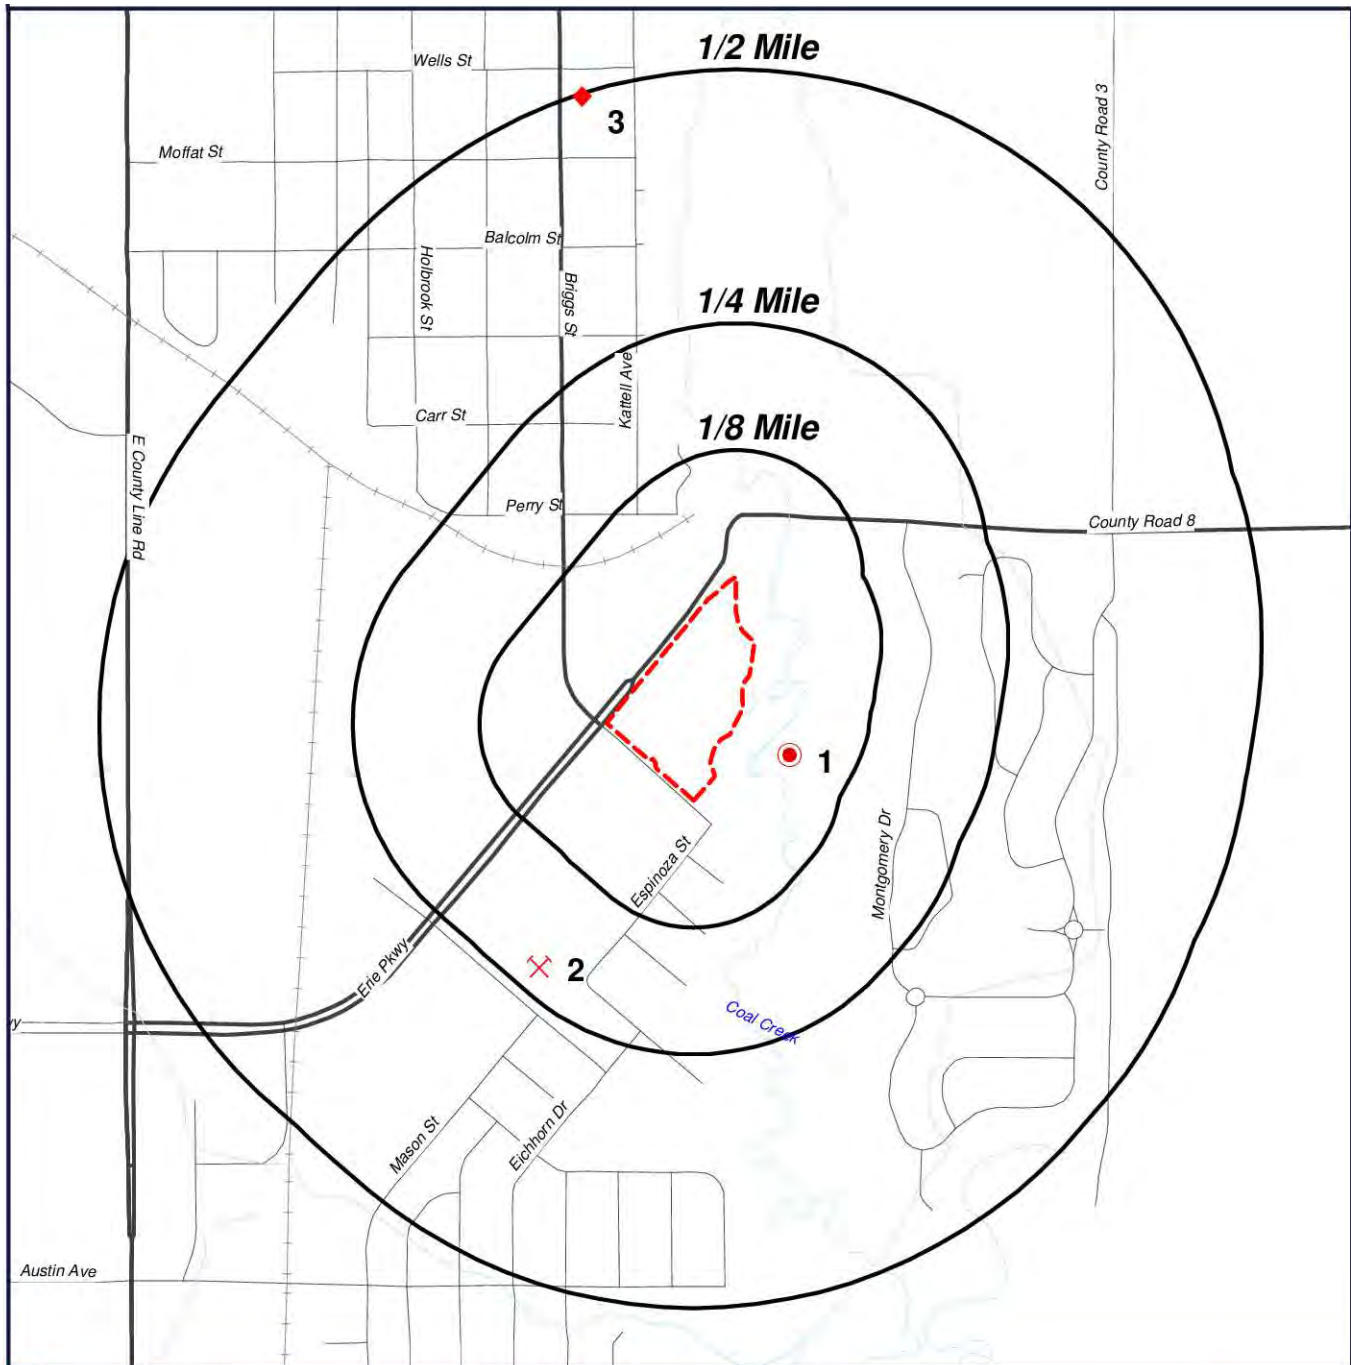 1/2 Mile
Wells St
3
County Road 3
Moffat St
Balcolm St
Holbrook St
Briggs St
1/4 Mile
Kattell Ave
Carr St
1/8 Mile
E County Line Rd
Perry St
County Road 8
1
Montgomery Dr
Espinoza St
Erie Pkwy
2
Coal Creek
wy
Mason St
Eichhorn Dr
Austin Ave